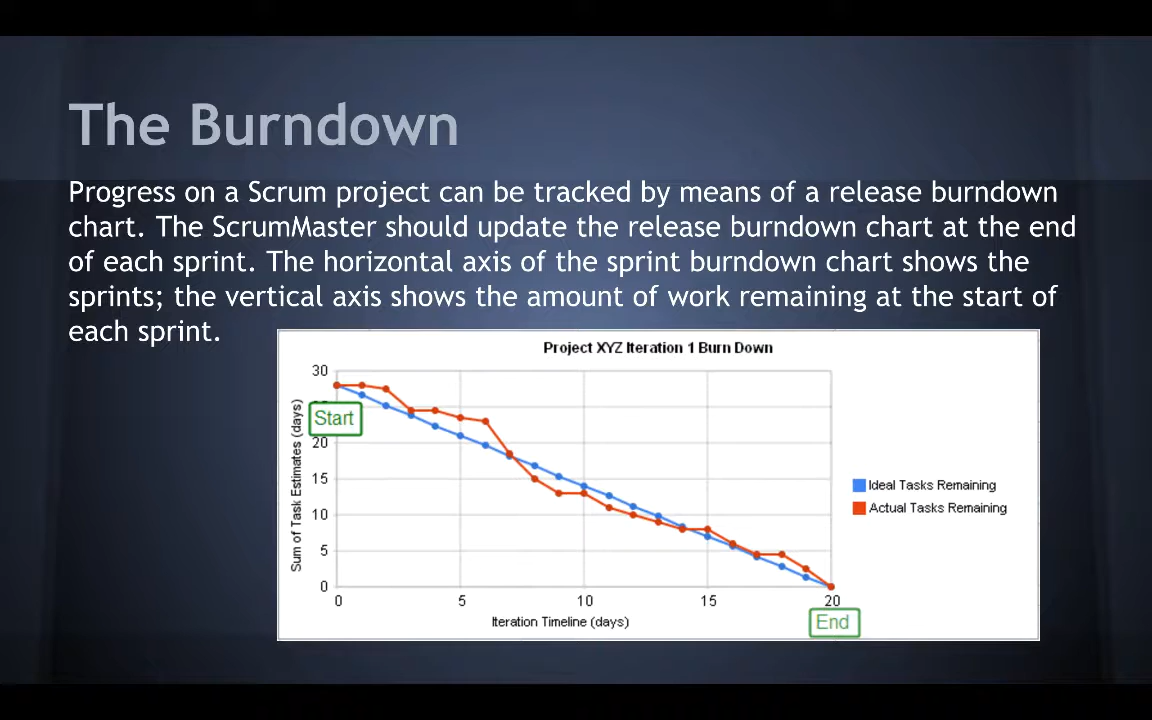 The Burndown
Progress on a Scrum project can be tracked by means of a release burndown
chart. The ScrumMaster should update the release burndown chart at the end
of each sprint. The horizontal axis of the sprint burndown chart shows the
sprints; the vertical axis shows the amount of work remaining at the start of
each sprint.
Project XYZ Iteration 1 Burn Down
30
Start
20
15
10
5
0
Sum of Task Estimates (days)
0 5 10 15 20
Iteration Timeline (days)
End
Ideal Tasks Remaining
Actual Tasks Remaining